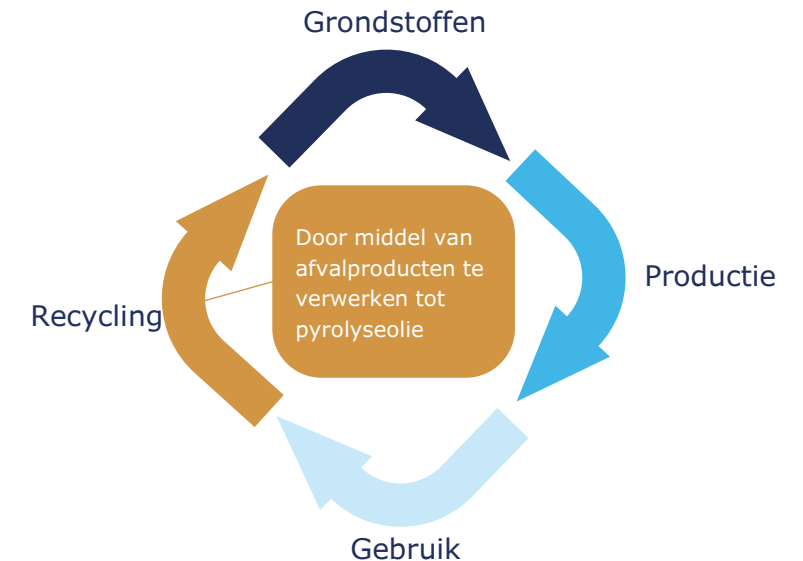 Grondstoffen
Door middel van
afvalproducten te
verwerken tot
pyrolyseolie
Productie
Recycling
Gebruik